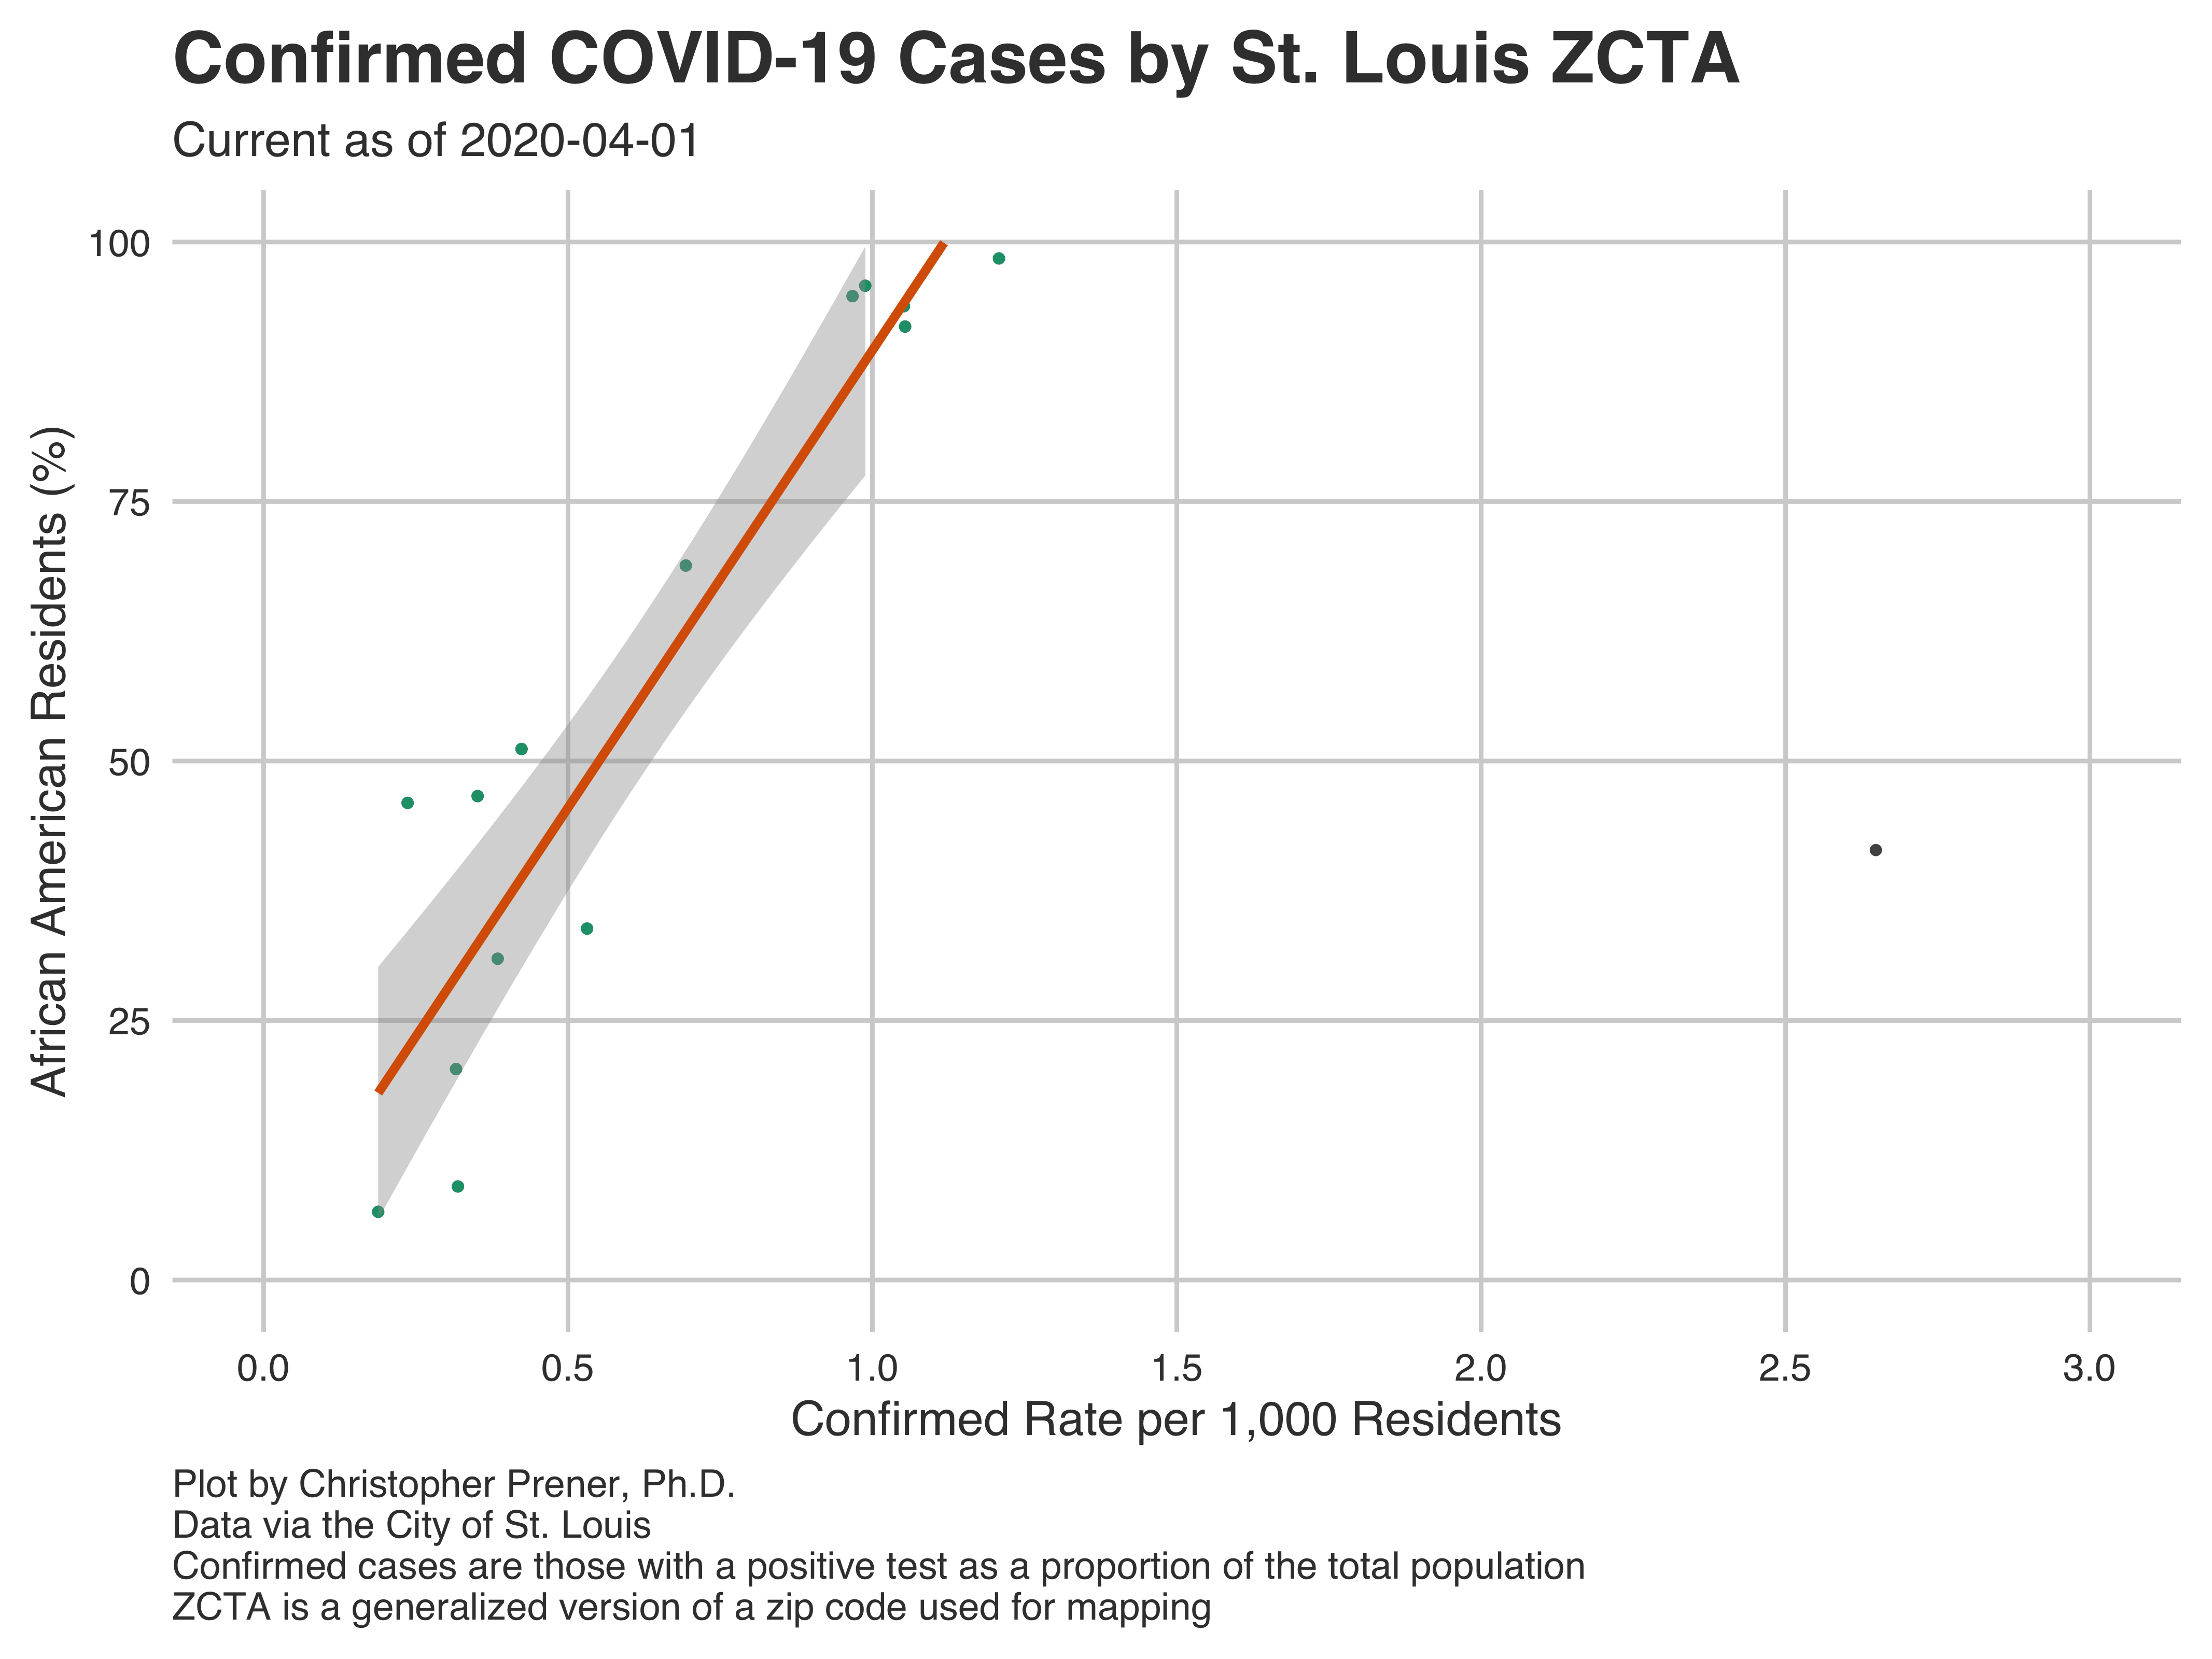 Confirmed COVID-19 Cases by St. Louis ZCTA
Current as of 2020-04-01
African American Residents (%)
100
75
50
25
0
0.0 0.5 1.0 1.5 2.0 2.5 3.0
Confirmed Rate per 1,000 Residents
Plot by Christopher Prener, Ph.D.
Data via the City of St. Louis
Confirmed cases are those with a positive test as a proportion of the total population
ZCTA is a generalized version of a zip code used for mapping